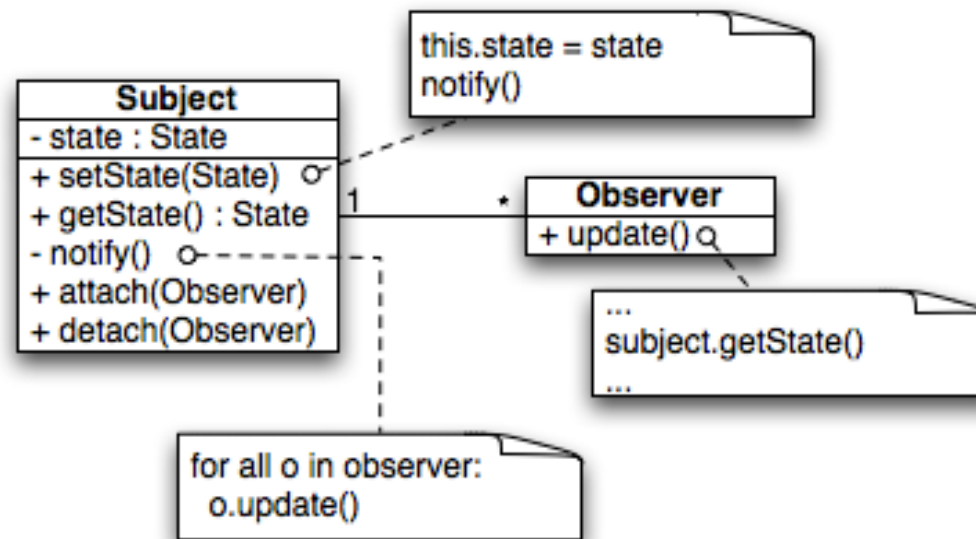 this.state = state
notify()
Subject
- state : State
+ setState(State)
+ getState() : State
- notify()
+ attach(Observer)
+ detach(Observer)
1
*
Observer
+ update()
...
subject.getState()
...
for all o in observer:
o.update()